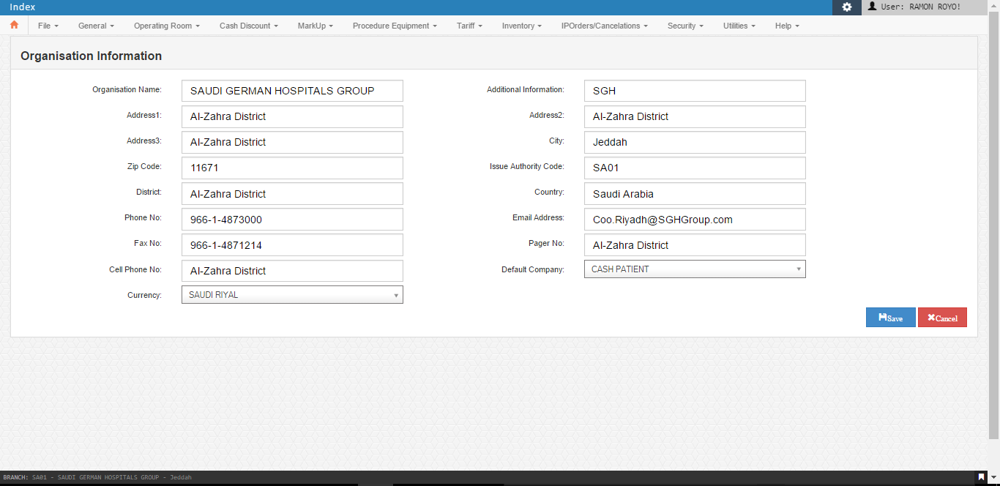 Index
User: RAMON ROYO!
File General Operating Room Cash Discount MarkUp Procedure Equipment Tariff Inventory IPOrders/Cancelations Security Utilities Help
Organisation Information
Organisation Name: SAUDI GERMAN HOSPITALS GROUP Additional Information: SGH
Address1: Al-Zahra District Address2: Al-Zahra District
Address3: Al-Zahra District City: Jeddah
Zip Code: 11671 Issue Authority Code: SA01
District: Al-Zahra District Country: Saudi Arabia
Phone No: 966-1-4873000 Email Address: Coo.Riyadh@SGHGroup.com
Fax No: 966-1-4871214 Pager No: Al-Zahra District
Cell Phone No: Al-Zahra District Default Company: CASH PATIENT
Currency: SAUDI RIYAL
Save Cancel
BRANCH: SA01 - SAUDI GERMAN HOSPITALS GROUP - Jeddah